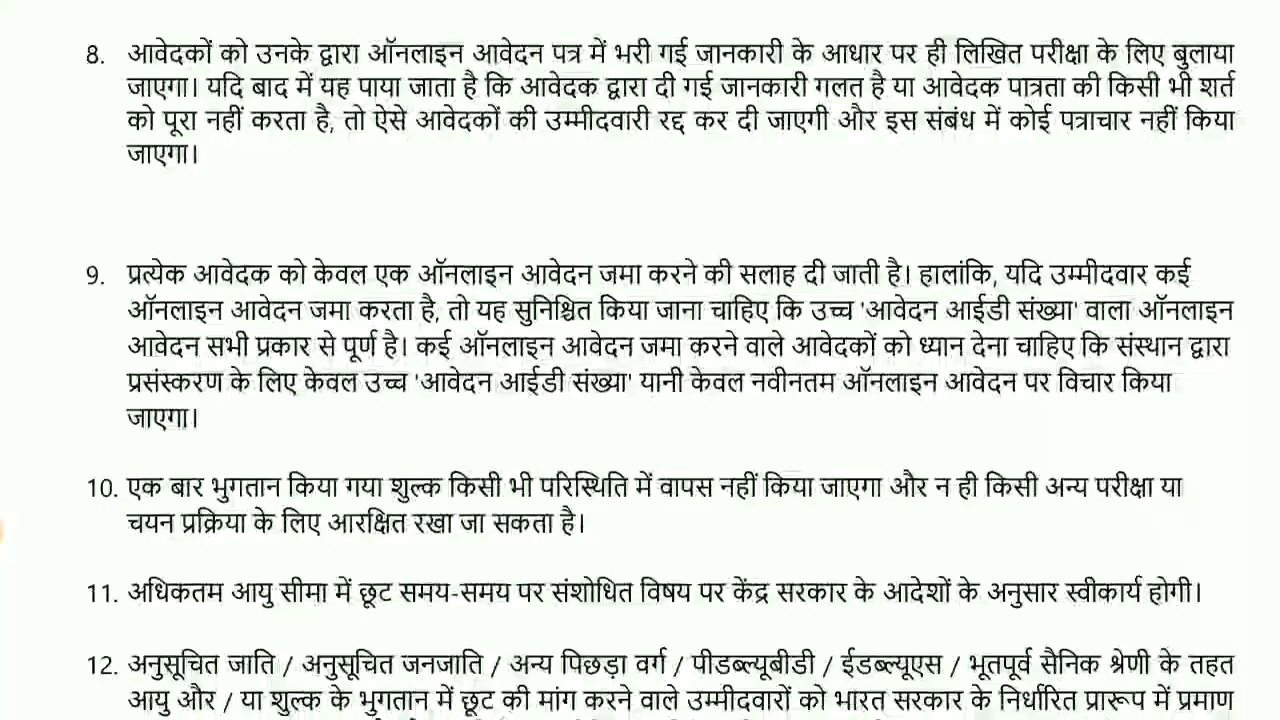 8. आवेदकों को उनके द्वारा ऑनलाइन आवेदन पत्र में भरी गई जानकारी के आधार पर ही लिखित परीक्षा के लिए बुलाया
जाएगा। यदि बाद में यह पाया जाता है कि आवेदक द्वारा दी गई जानकारी गलत है या आवेदक पात्रता की किसी भी शर्त
को पूरा नहीं करता है, तो ऐसे आवेदकों की उम्मीदवारी रद्द कर दी जाएगी और इस संबंध में कोई पत्राचार नहीं किया
जाएगा।
9. प्रत्येक आवेदक को केवल एक ऑनलाइन आवेदन जमा करने की सलाह दी जाती है। हालांकि, यदि उम्मीदवार कई
ऑनलाइन आवेदन जमा करता है, तो यह सुनिश्चित किया जाना चाहिए कि उच्च 'आवेदन आईडी संख्या' वाला ऑनलाइन
आवेदन सभी प्रकार से पूर्ण है। कई ऑनलाइन आवेदन जमा करने वाले आवेदकों को ध्यान देना चाहिए कि संस्थान द्वारा
प्रसंस्करण के लिए केवल उच्च 'आवेदन आईडी संख्या' यानी केवल नवीनतम ऑनलाइन आवेदन पर विचार किया
जाएगा।
10. एक बार भुगतान किया गया शुल्क किसी भी परिस्थिति में वापस नहीं किया जाएगा और न ही किसी अन्य परीक्षा या
चयन प्रक्रिया के लिए आरक्षित रखा जा सकता है।
11. अधिकतम आयु सीमा में छूट समय-समय पर संशोधित विषय पर केंद्र सरकार के आदेशों के अनुसार स्वीकार्य होगी।
12. अनुसूचित जाति / अनुसूचित जनजाति / अन्य पिछड़ा वर्ग / पीडब्ल्यूबीडी / ईडब्ल्यूएस / भूतपूर्व सैनिक श्रेणी के तहत
आयु और / या शुल्क के भुगतान में छूट की मांग करने वाले उम्मीदवारों को भारत सरकार के निर्धारित प्रारूप में प्रमाण